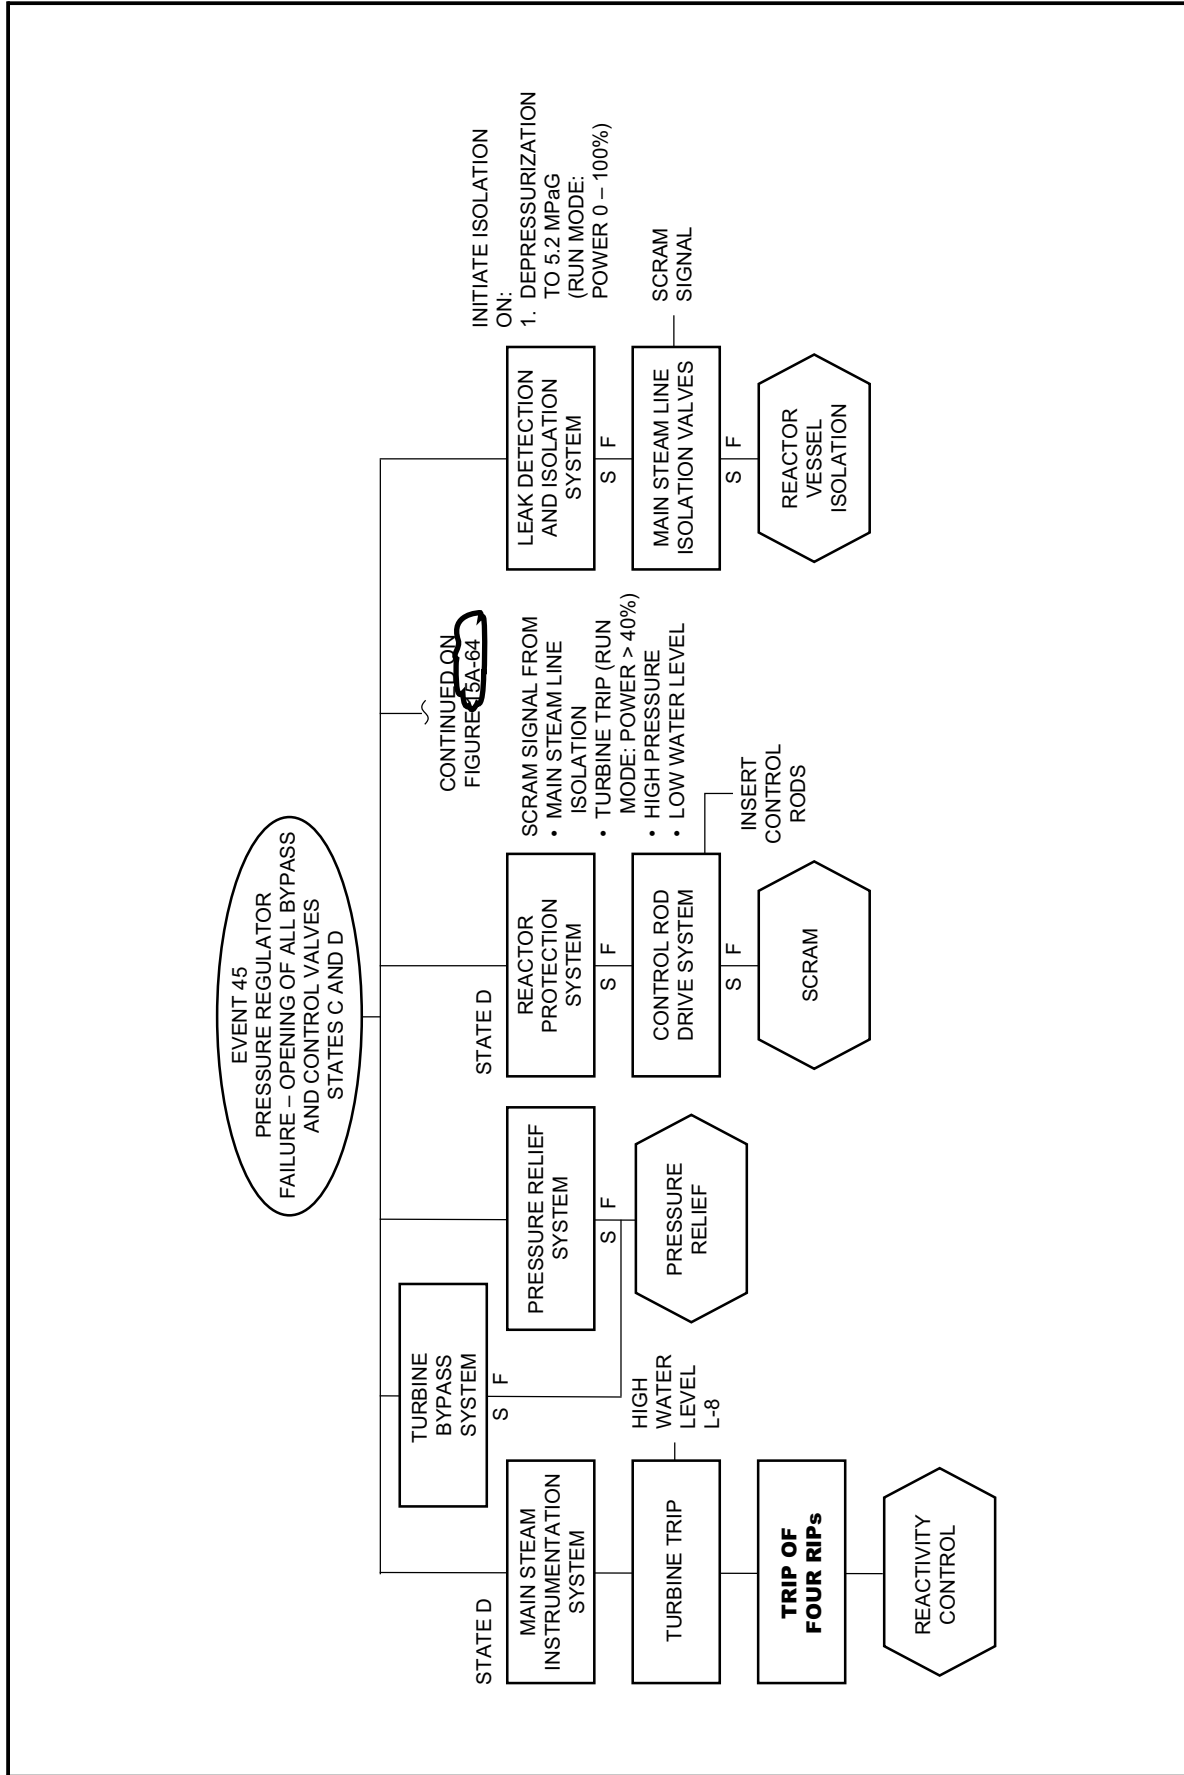 EVENT 45
PRESSURE REGULATOR
FAILURE – OPENING OF ALL BYPASS
AND CONTROL VALVES
STATES C AND D
TURBINE
BYPASS
SYSTEM
S F
STATE D
MAIN STEAM
INSTRUMENTATION
SYSTEM
TURBINE TRIP
HIGH
WATER
LEVEL
L-8
TRIP OF
FOUR RIPs
REACTIVITY
CONTROL
PRESSURE RELIEF
SYSTEM
S F
PRESSURE
RELIEF
STATE D
REACTOR
PROTECTION
SYSTEM
S F
SCRAM SIGNAL FROM
• MAIN STEAM LINE
ISOLATION
• TURBINE TRIP (RUN
MODE: POWER > 40%)
• HIGH PRESSURE
• LOW WATER LEVEL
CONTROL ROD
DRIVE SYSTEM
S F
INSERT
CONTROL
RODS
SCRAM
CONTINUED ON
FIGURE 15A-64
LEAK DETECTION
AND ISOLATION
SYSTEM
S F
INITIATE ISOLATION
ON:
1. DEPRESSURIZATION
TO 5.2 MPaG
(RUN MODE:
POWER 0 – 100%)
MAIN STEAM LINE
ISOLATION VALVES
S F
SCRAM
SIGNAL
REACTOR
VESSEL
ISOLATION